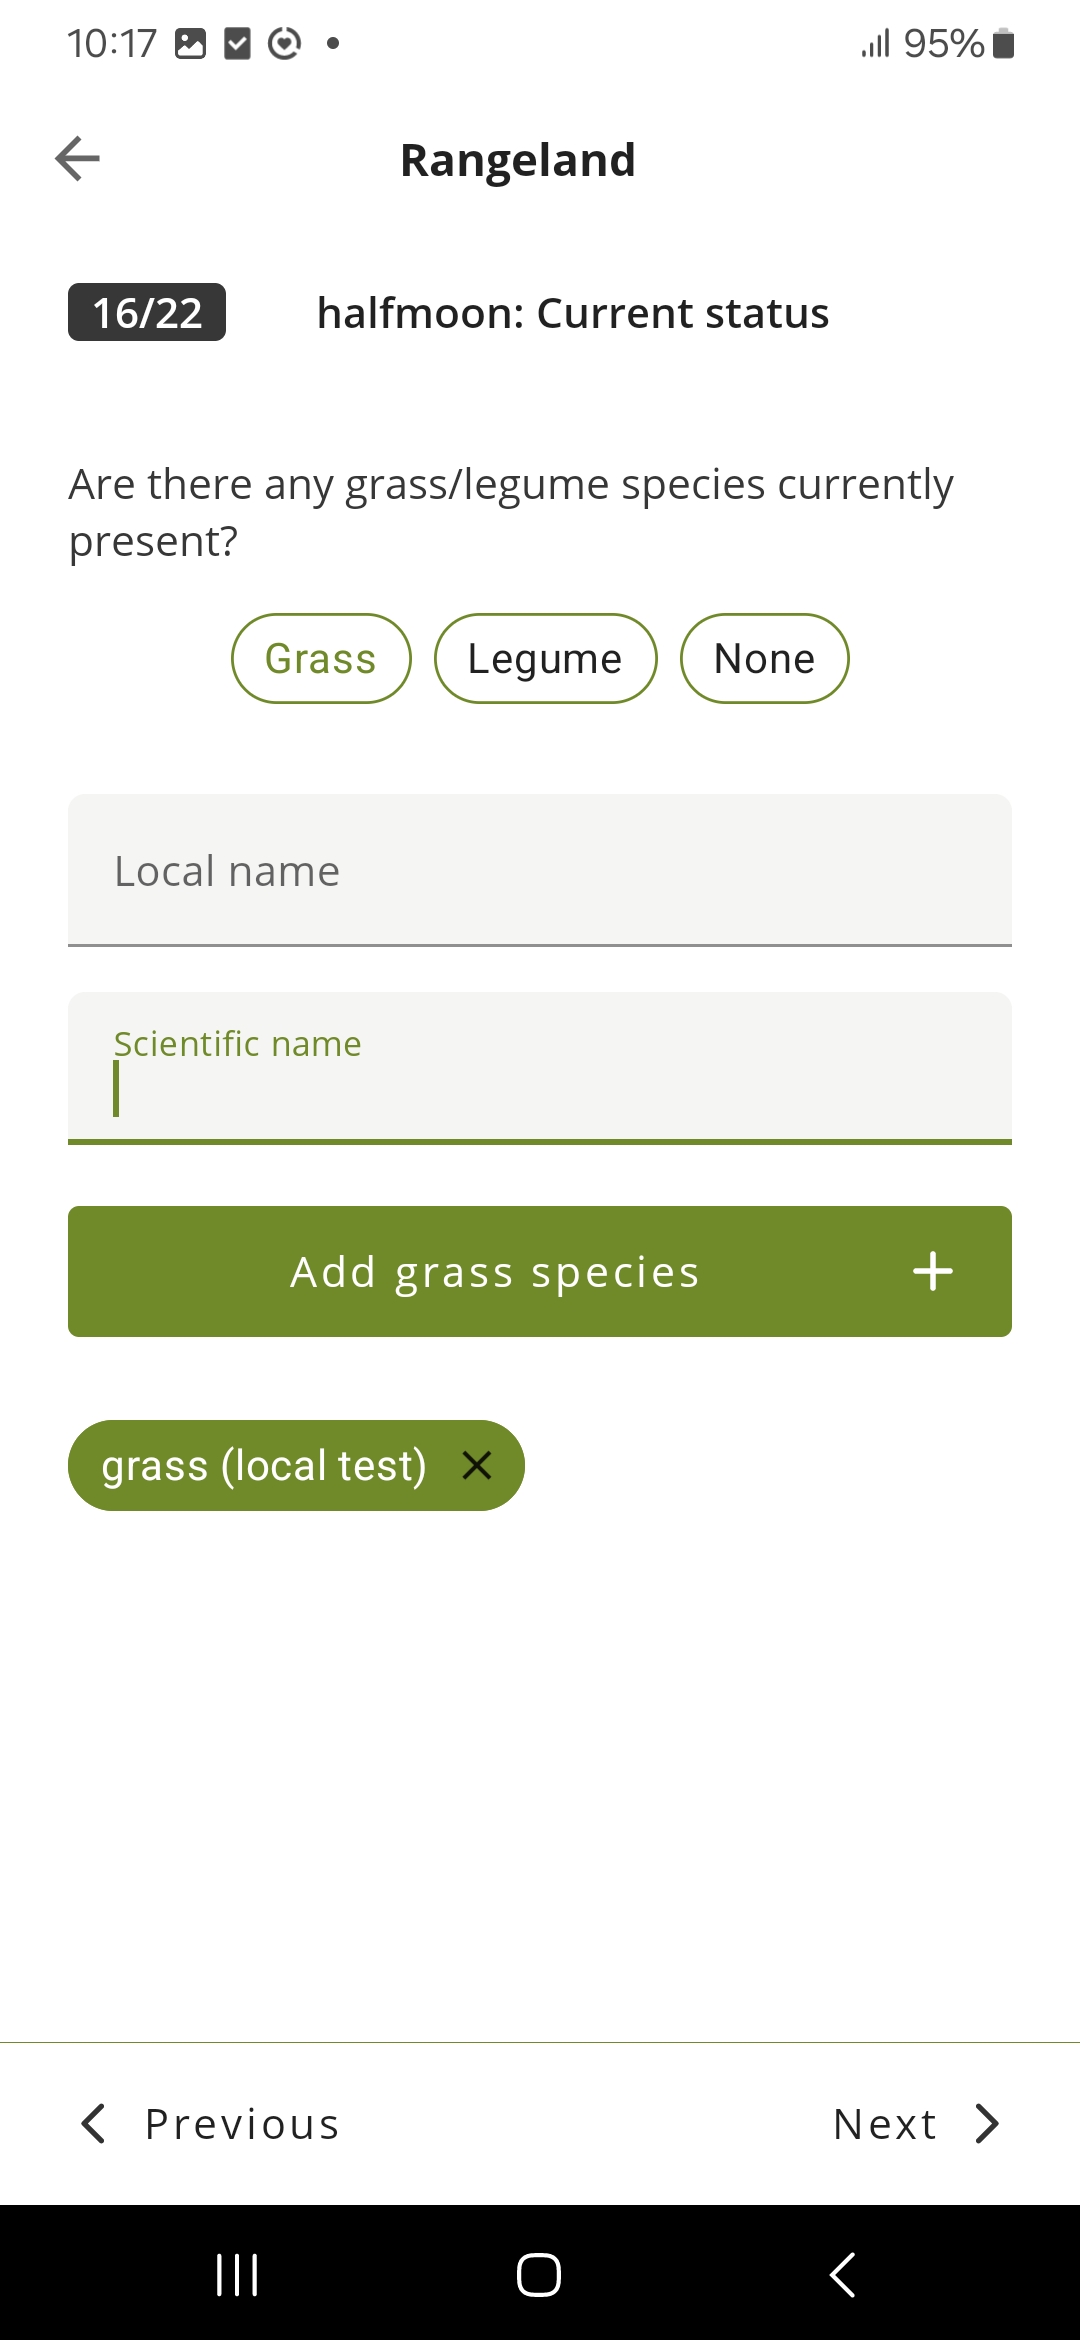 10:17
95%
Rangeland
16/22
halfmoon: Current status
Are there any grass/legume species currently
present?
Grass
Legume
None
Local name
Scientific name
Add grass species
grass (local test)
Previous
Next